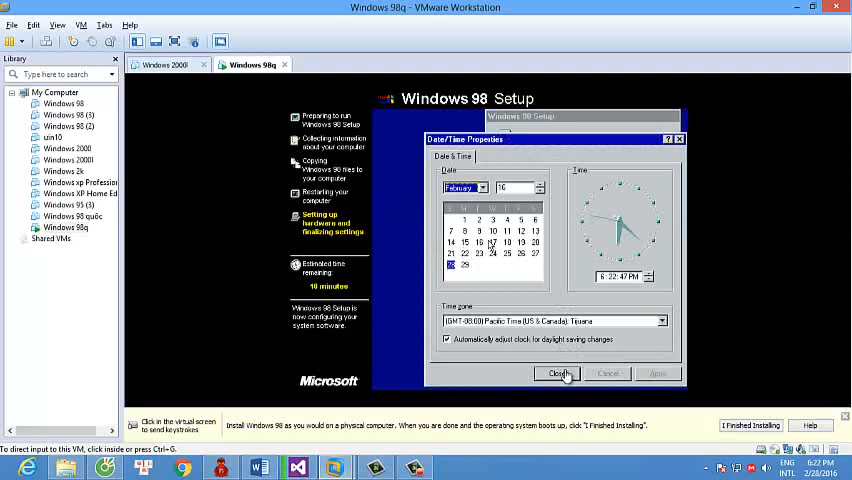 Windows 98q - VMware Workstation
File Edit View VM Tabs Help
Library
Type here to search
My Computer
Windows 98
Windows 98 (3)
Windows 98 (2)
win10
Windows 2000
Windows 2000l
Windows 2k
Windows xp Profession
Windows XP Home Ed
Windows 95 (3)
Windows 98 quốc
Windows 98q
Shared VMs
Windows 2000l
Windows 98q
Windows 98 Setup
Preparing to run
Windows 98 Setup
Collecting information
about your computer
Copying
Windows 98 files to
your computer
Restarting your
computer
Setting up
hardware and
finalizing settings
Estimated time
remaining:
10 minutes
Windows 98 Setup is
now configuring your
system software.
Microsoft
Windows 98 Setup
Date/Time Properties
Date & Time
Date
February
16
S M T W T F S
1 2 3 4 5 6
7 8 9 10 11 12 13
14 15 16 17 18 19 20
21 22 23 24 25 26 27
28 29
Time
6:22:47 PM
Time zone
(GMT-08:00) Pacific Time (US & Canada); Tijuana
Automatically adjust clock for daylight saving changes
Close
Cancel
Apply
Click in the virtual screen
to send keystrokes
Install Windows 98 as you would on a physical computer. When you are done and the operating system boots up, click "I Finished Installing".
I Finished Installing
Help
To direct input to this VM, click inside or press Ctrl+G.
ENG
INTL
6:22 PM
2/28/2016